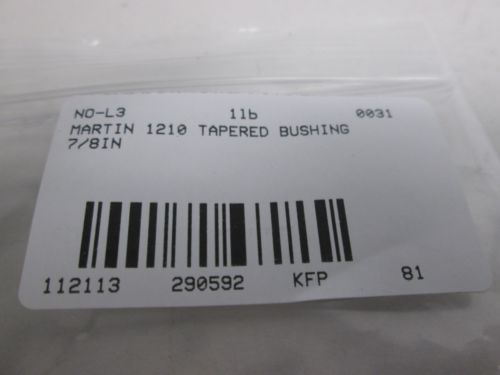 NO-L3 1lb 0031
MARTIN 1210 TAPERED BUSHING
7/8IN
112113 290592 KFP 81